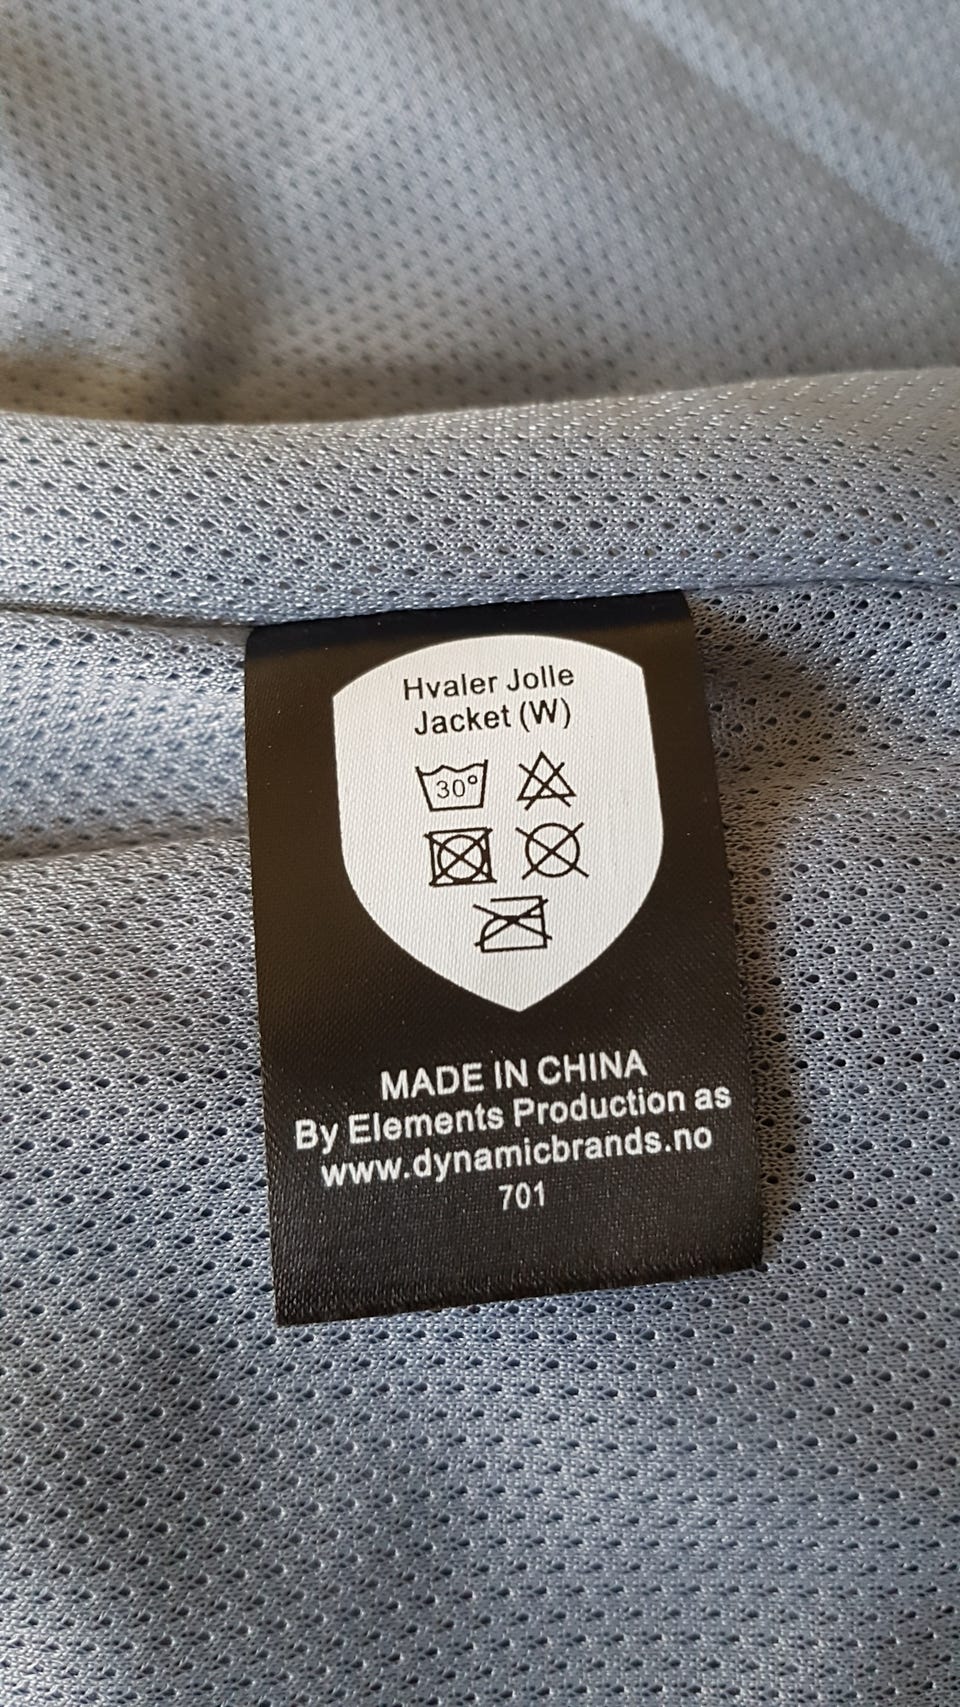 Hvaler Jolle
Jacket (W)
30°
MADE IN CHINA
By Elements Production as
www.dynamicbrands.no
701